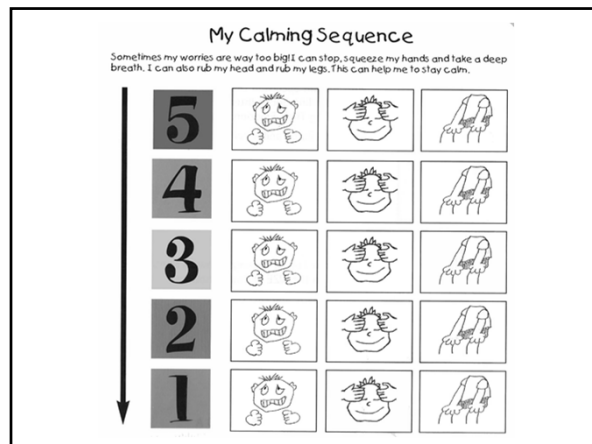 My Calming Sequence
Sometimes my worries are way too big!I can stop, squeeze my hands and take a deep
breath. I can also rub my head and rub my legs.This can help me to stay calm.
5
4
3
2
1